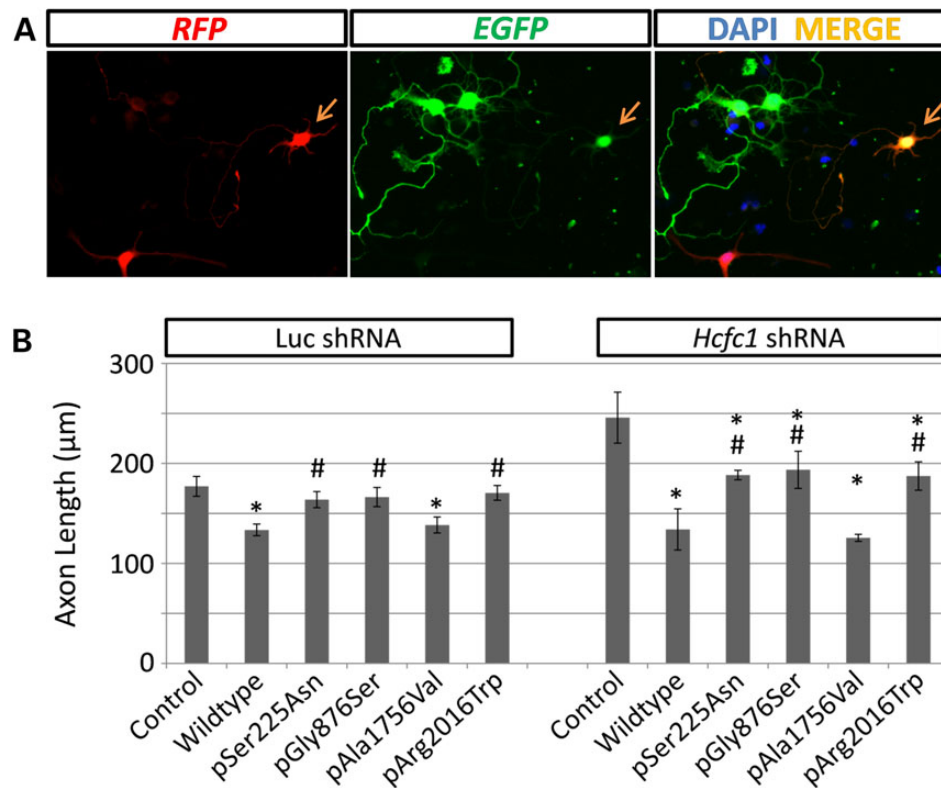 A
RFP EGFP DAPI MERGE
B
Luc shRNA Hcfc1 shRNA
Axon Length (µm)
300
200
100
0
* # # * # * * # * # * * #
Control Wildtype pSer225Asn pGly876Ser pAla1756Val pArg2016Trp Control Wildtype pSer225Asn pGly876Ser pAla1756Val pArg2016Trp